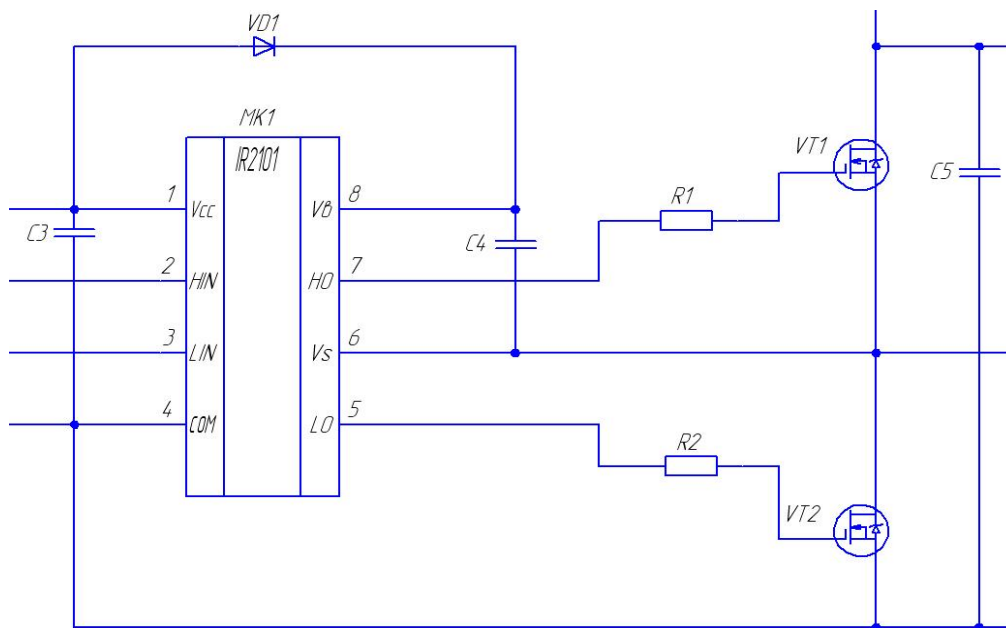 VD1
MK1
IR2101
VT1
1 Vcc Vв 8
R1
C5
C3
C4
2 HIN HO 7
3 LIN Vs 6
4 COM LO 5
R2
VT2